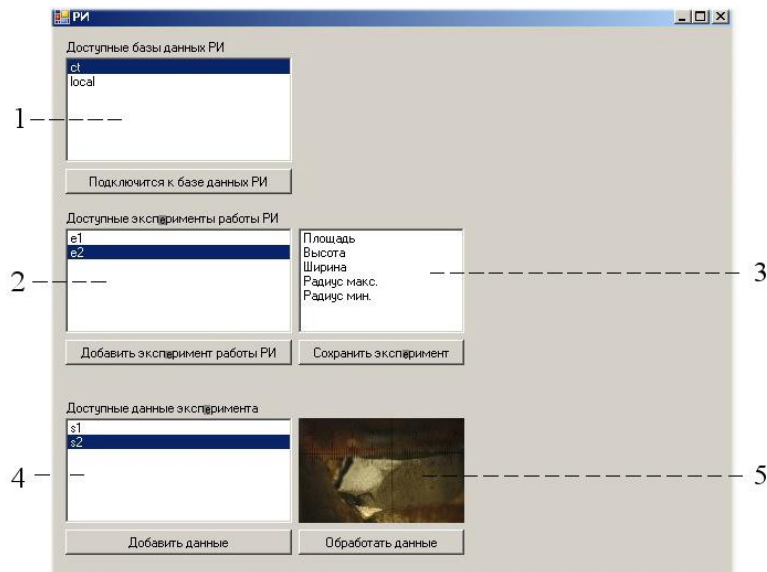 РИ
Доступные базы данных РИ
ct
local
1
Подключится к базе данных РИ
Доступные эксперименты работы РИ
e1
e2
2
Площадь
Высота
Ширина
Радиус макс.
Радиус мин.
3
Добавить эксперимент работы РИ
Сохранить эксперимент
Доступные данные эксперимента
s1
s2
4
5
Добавить данные
Обработать данные